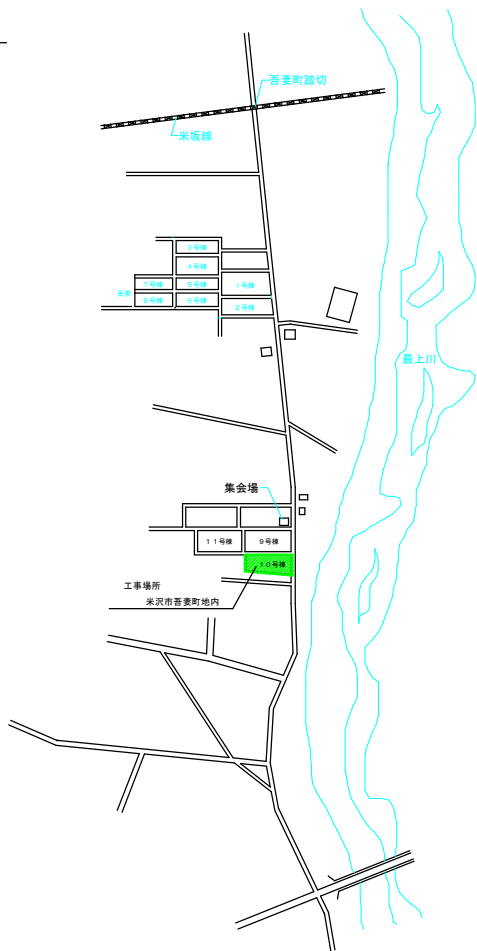 吾妻町踏切
米坂線
３号棟
４号棟
７号棟
５号棟
１号棟
民家
８号棟
６号棟
２号棟
最上川
集会場
１１号棟
９号棟
１０号棟
工事場所
米沢市吾妻町地内